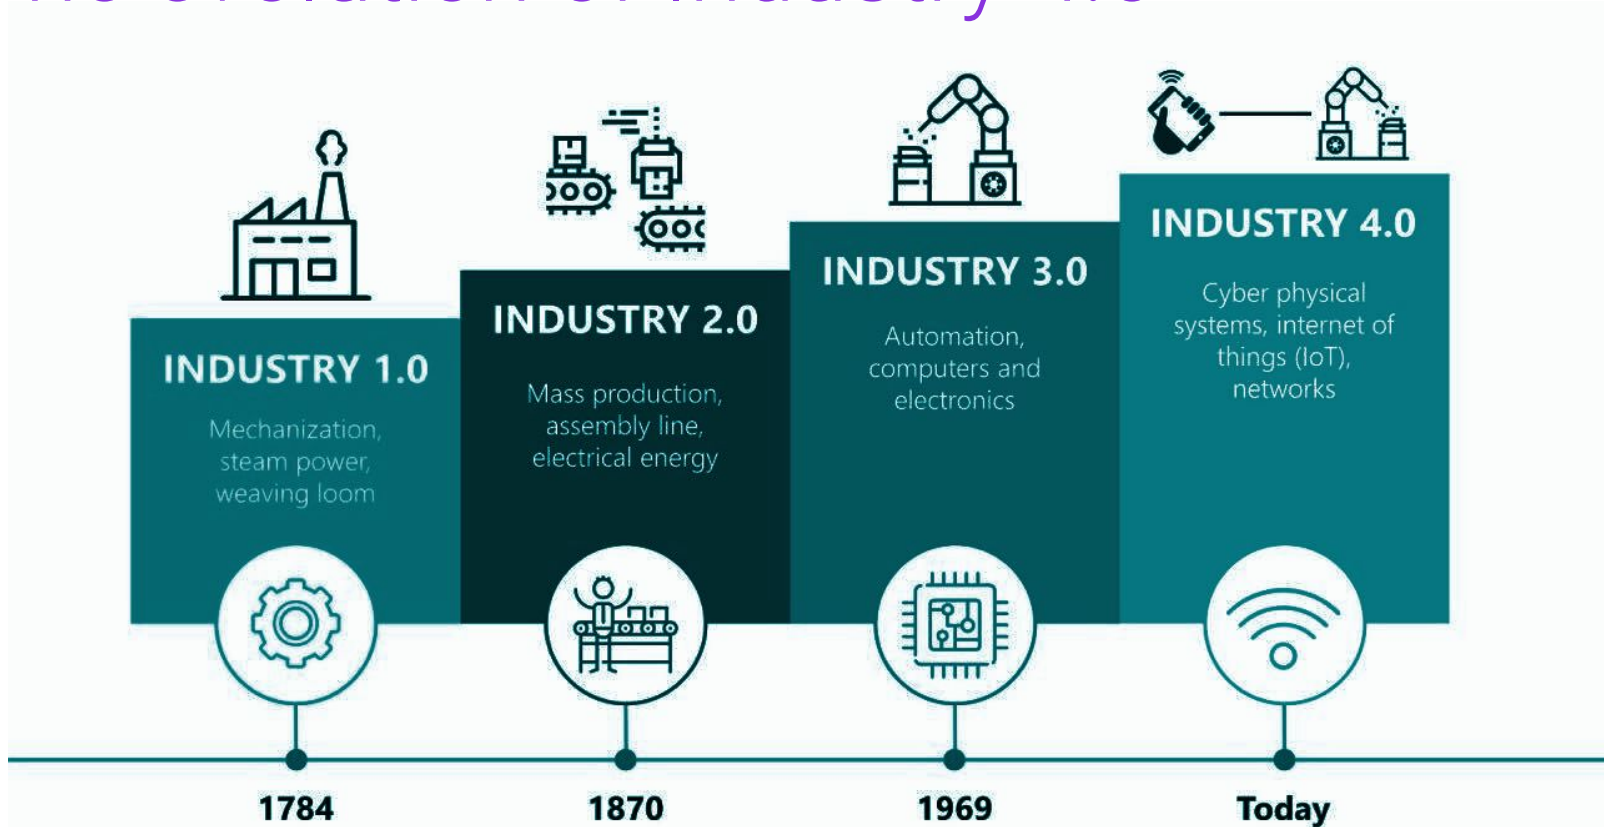 INDUSTRY 1.0
Mechanization,
steam power,
weaving loom
INDUSTRY 2.0
Mass production,
assembly line,
electrical energy
INDUSTRY 3.0
Automation,
computers and
electronics
INDUSTRY 4.0
Cyber physical
systems, internet of
things (IoT),
networks
1784
1870
1969
Today